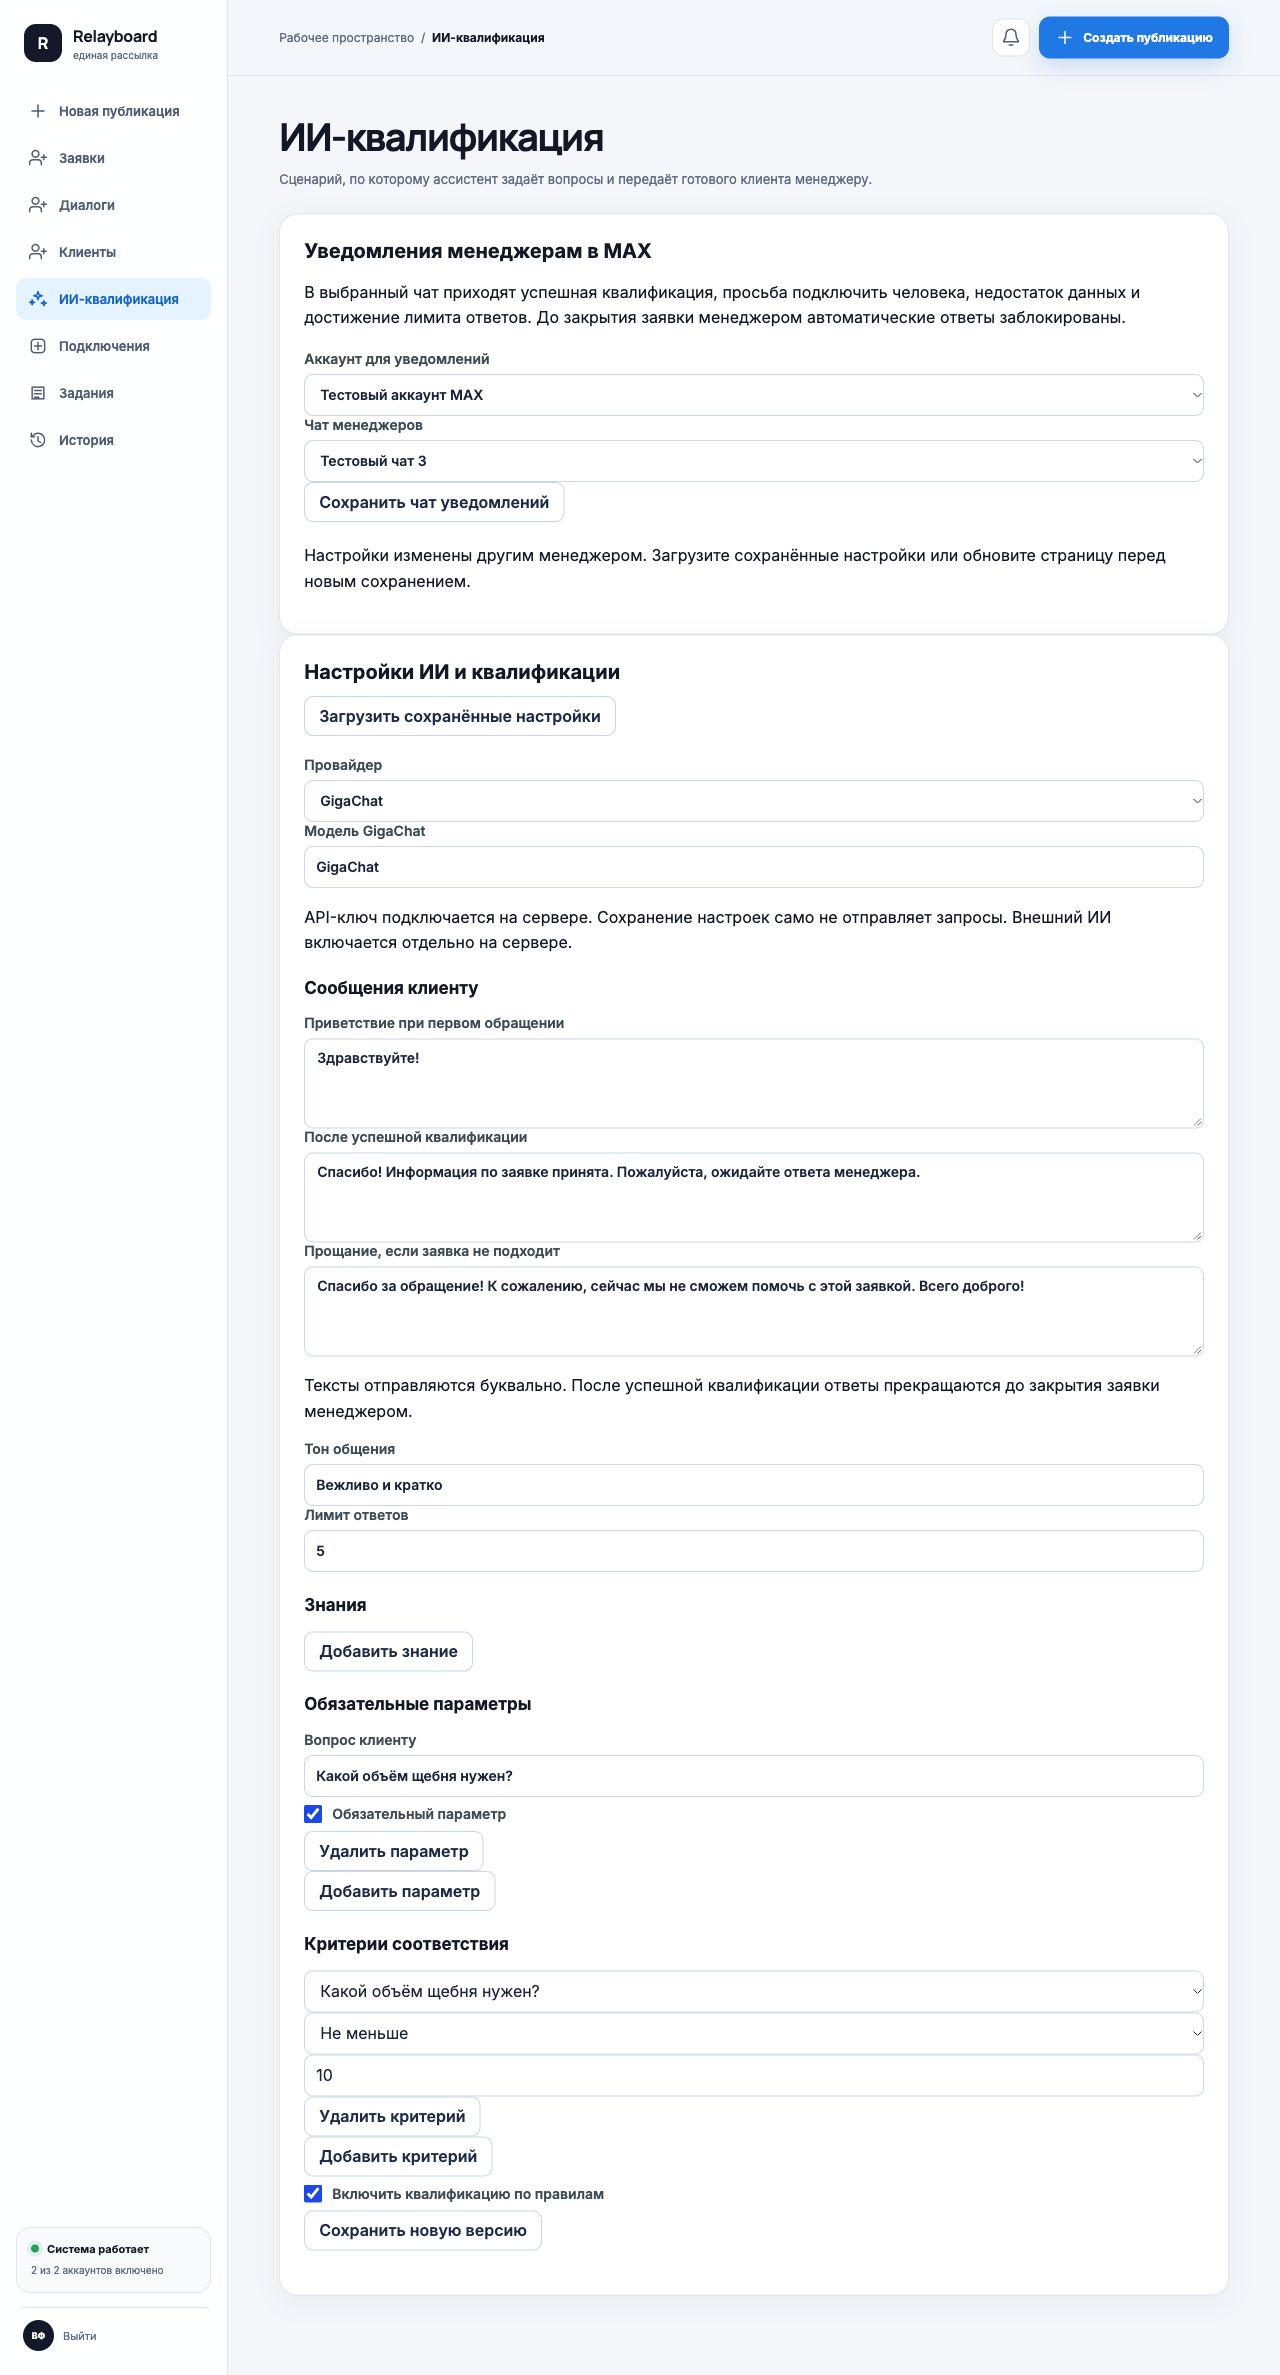 R
Relayboard
единая рассылка
Новая публикация
Заявки
Диалоги
Клиенты
ИИ-квалификация
Подключения
Задания
История
Система работает
2 из 2 аккаунтов включено
ВФ
Выйти
Рабочее пространство / ИИ-квалификация
Создать публикацию
ИИ-квалификация
Сценарий, по которому ассистент задаёт вопросы и передаёт готового клиента менеджеру.
Уведомления менеджерам в MAX
В выбранный чат приходят успешная квалификация, просьба подключить человека, недостаток данных и
достижение лимита ответов. До закрытия заявки менеджером автоматические ответы заблокированы.
Аккаунт для уведомлений
Тестовый аккаунт MAX
Чат менеджеров
Тестовый чат 3
Сохранить чат уведомлений
Настройки изменены другим менеджером. Загрузите сохранённые настройки или обновите страницу перед
новым сохранением.
Настройки ИИ и квалификации
Загрузить сохранённые настройки
Провайдер
GigaChat
Модель GigaChat
GigaChat
API-ключ подключается на сервере. Сохранение настроек само не отправляет запросы. Внешний ИИ
включается отдельно на сервере.
Сообщения клиенту
Приветствие при первом обращении
Здравствуйте!
После успешной квалификации
Спасибо! Информация по заявке принята. Пожалуйста, ожидайте ответа менеджера.
Прощание, если заявка не подходит
Спасибо за обращение! К сожалению, сейчас мы не сможем помочь с этой заявкой. Всего доброго!
Тексты отправляются буквально. После успешной квалификации ответы прекращаются до закрытия заявки
менеджером.
Тон общения
Вежливо и кратко
Лимит ответов
5
Знания
Добавить знание
Обязательные параметры
Вопрос клиенту
Какой объём щебня нужен?
Обязательный параметр
Удалить параметр
Добавить параметр
Критерии соответствия
Какой объём щебня нужен?
Не меньше
10
Удалить критерий
Добавить критерий
Включить квалификацию по правилам
Сохранить новую версию